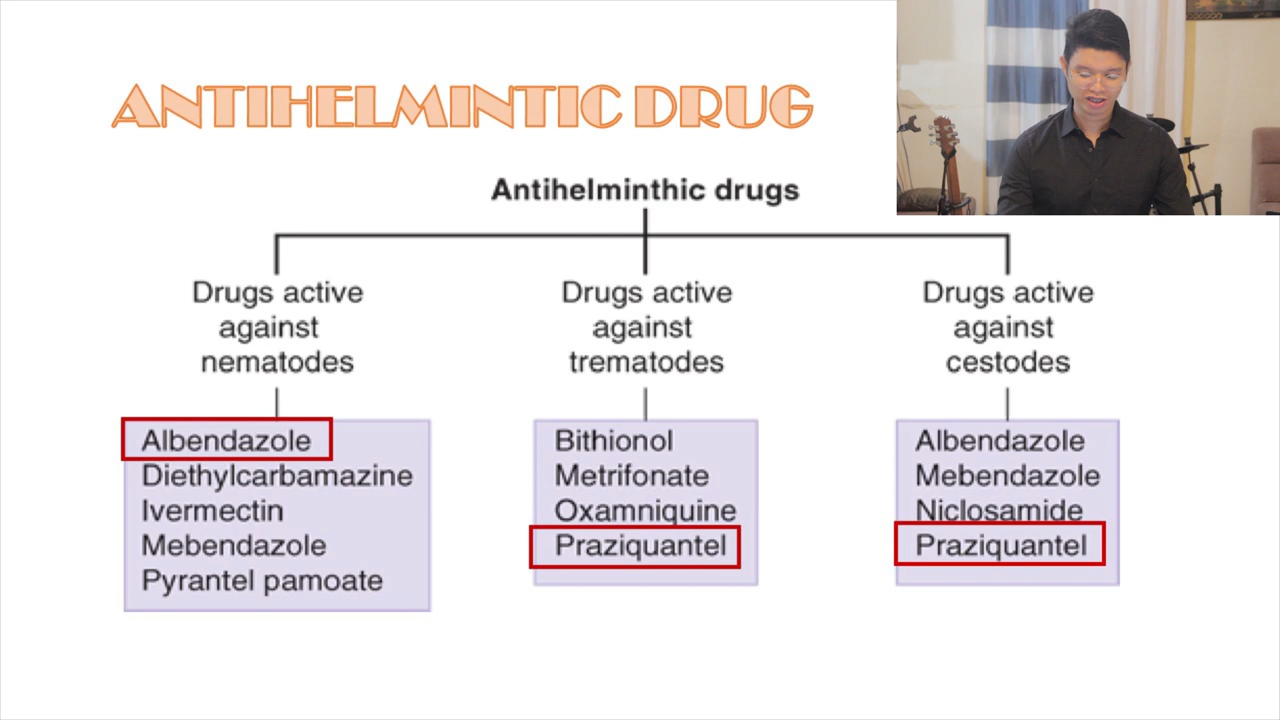 ANTIHELMINTIC DRUG
Antihelminthic drugs
Drugs active
against
nematodes
Albendazole
Diethylcarbamazine
Ivermectin
Mebendazole
Pyrantel pamoate
Drugs active
against
trematodes
Bithionol
Metrifonate
Oxamniquine
Praziquantel
Drugs active
against
cestodes
Albendazole
Mebendazole
Niclosamide
Praziquantel